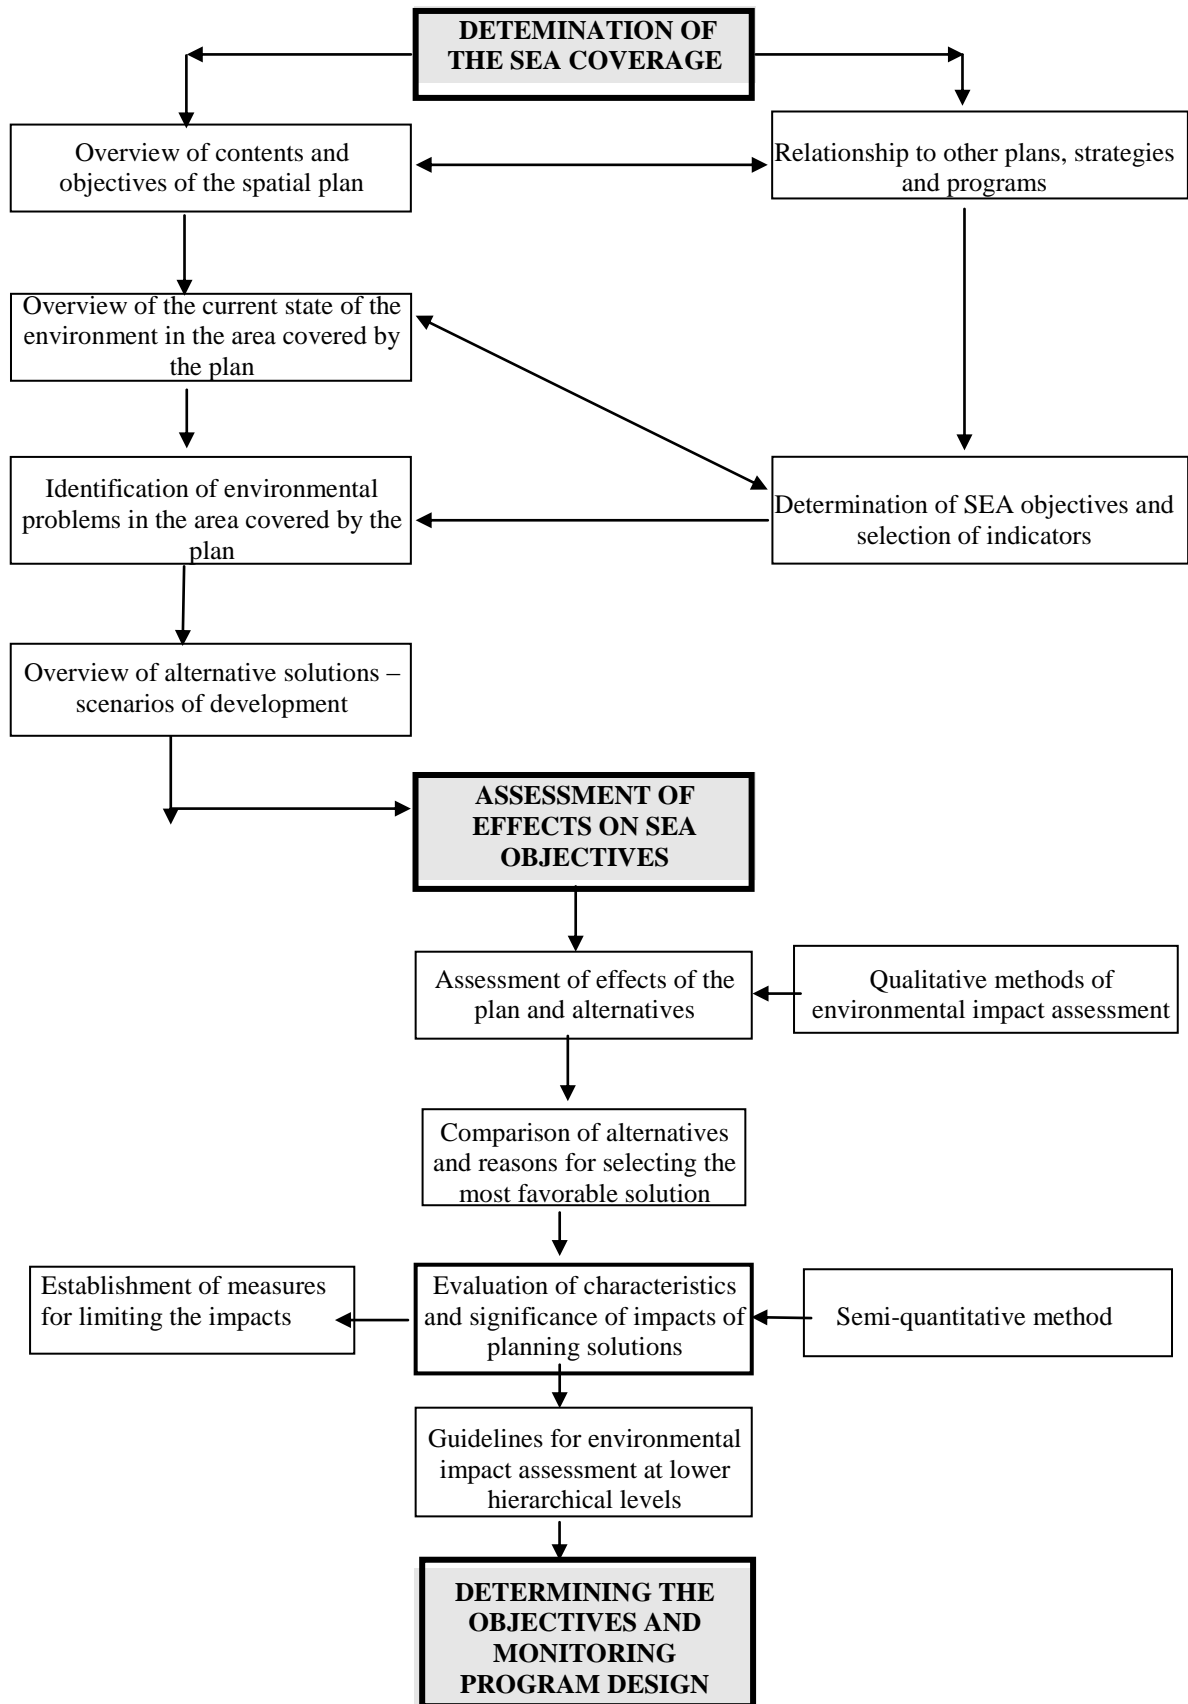 DETEMINATION OF
THE SEA COVERAGE
Overview of contents and
objectives of the spatial plan
Relationship to other plans, strategies
and programs
Overview of the current state of the
environment in the area covered by
the plan
Identification of environmental
problems in the area covered by the
plan
Determination of SEA objectives and
selection of indicators
Overview of alternative solutions –
scenarios of development
ASSESSMENT OF
EFFECTS ON SEA
OBJECTIVES
Assessment of effects of the
plan and alternatives
Qualitative methods of
environmental impact assessment
Comparison of alternatives
and reasons for selecting the
most favorable solution
Establishment of measures
for limiting the impacts
Evaluation of characteristics
and significance of impacts of
planning solutions
Semi-quantitative method
Guidelines for environmental
impact assessment at lower
hierarchical levels
DETERMINING THE
OBJECTIVES AND
MONITORING
PROGRAM DESIGN